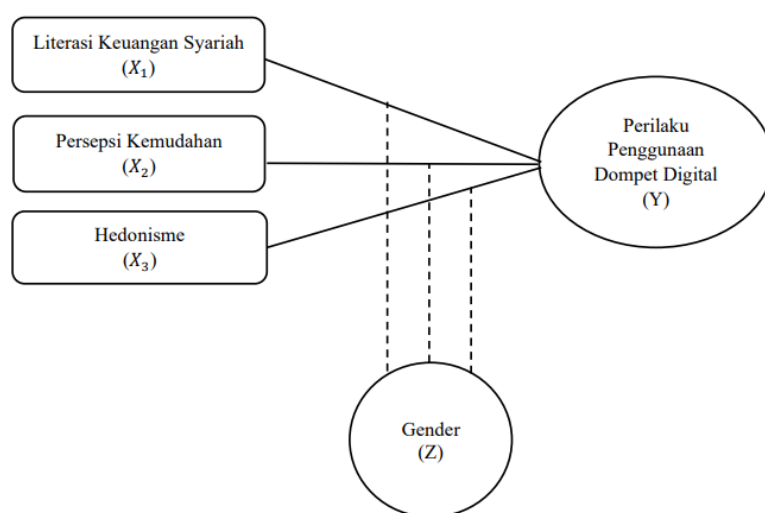 Literasi Keuangan Syariah
(X₁)
Persepsi Kemudahan
(X₂)
Hedonisme
(X₃)
Perilaku
Penggunaan
Dompet Digital
(Y)
Gender
(Z)